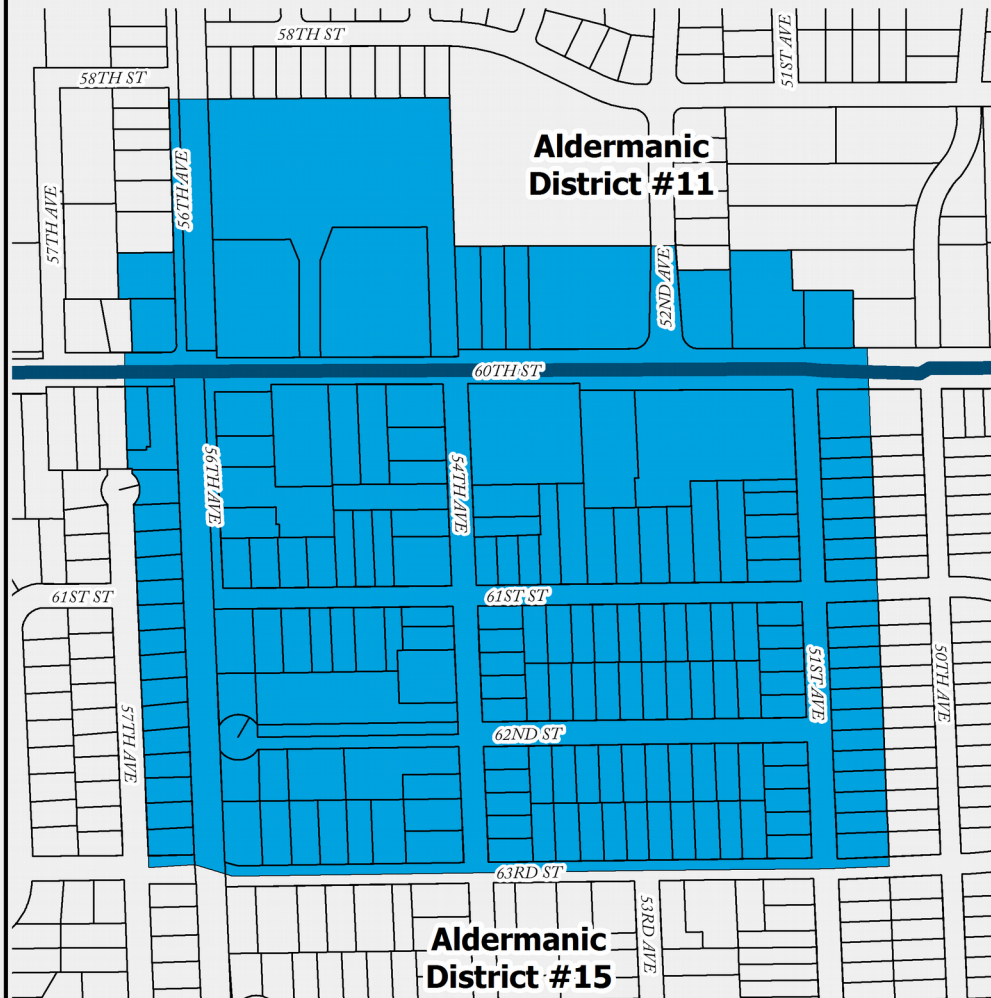 58TH ST
51ST AVE
58TH ST
Aldermanic
District #11
56TH AVE
57TH AVE
52ND AVE
60TH ST
56TH AVE
54TH AVE
61ST ST
61ST ST
51ST AVE
50TH AVE
57TH AVE
62ND ST
63RD ST
53RD AVE
Aldermanic
District #15